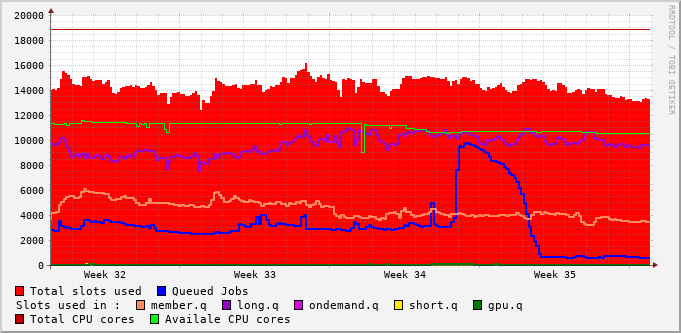 RRDTOOL / TOBI OETIKER
20000
18000
16000
14000
12000
10000
8000
6000
4000
2000
0
Week 32 Week 33 Week 34 Week 35
Total slots used Queued Jobs
Slots used in : member.q long.q ondemand.q short.q gpu.q
Total CPU cores Availale CPU cores